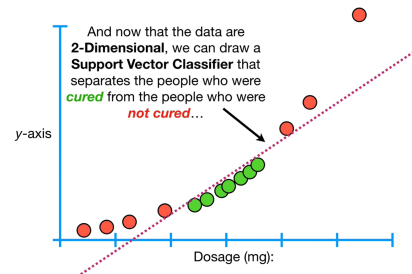 And now that the data are
2-Dimensional, we can draw a
Support Vector Classifier that
separates the people who were
cured from the people who were
not cured…
y-axis
Dosage (mg):